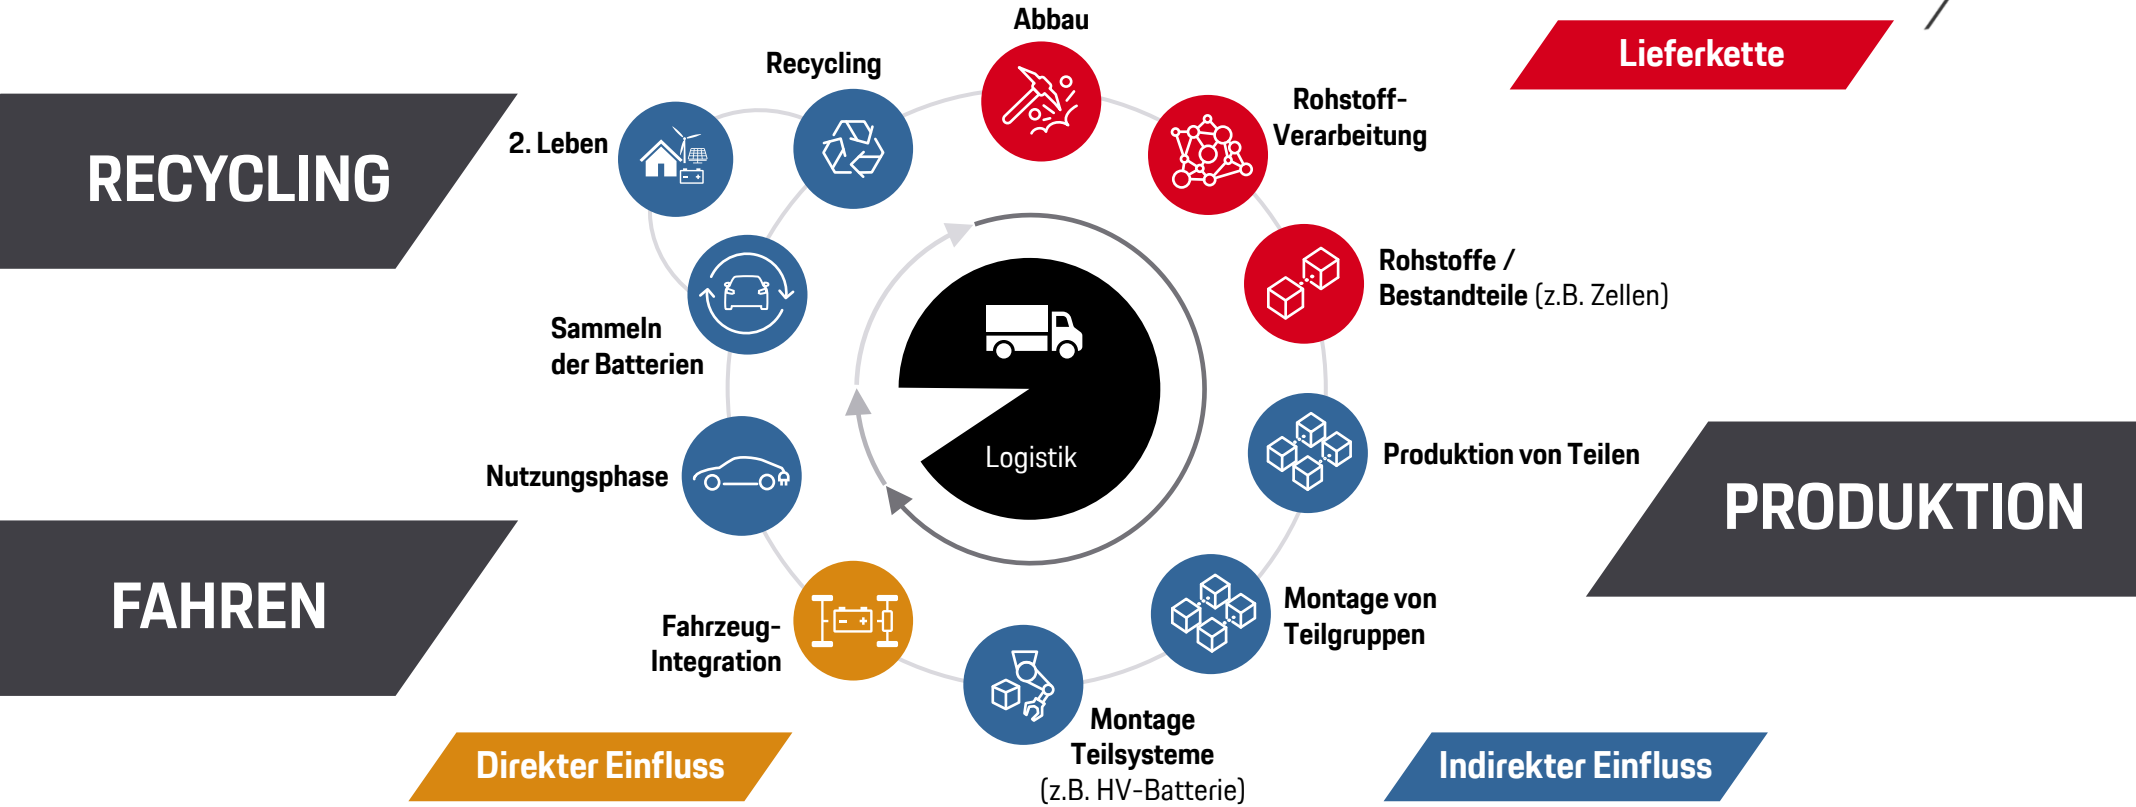 Abbau
Lieferkette
Recycling
Rohstoff-
Verarbeitung
2. Leben
RECYCLING
Rohstoffe /
Bestandteile (z.B. Zellen)
Sammeln
der Batterien
Logistik
Produktion von Teilen
Nutzungsphase
PRODUKTION
FAHREN
Montage von
Teilgruppen
Fahrzeug-
Integration
Montage
Teilsysteme
(z.B. HV-Batterie)
Direkter Einfluss
Indirekter Einfluss